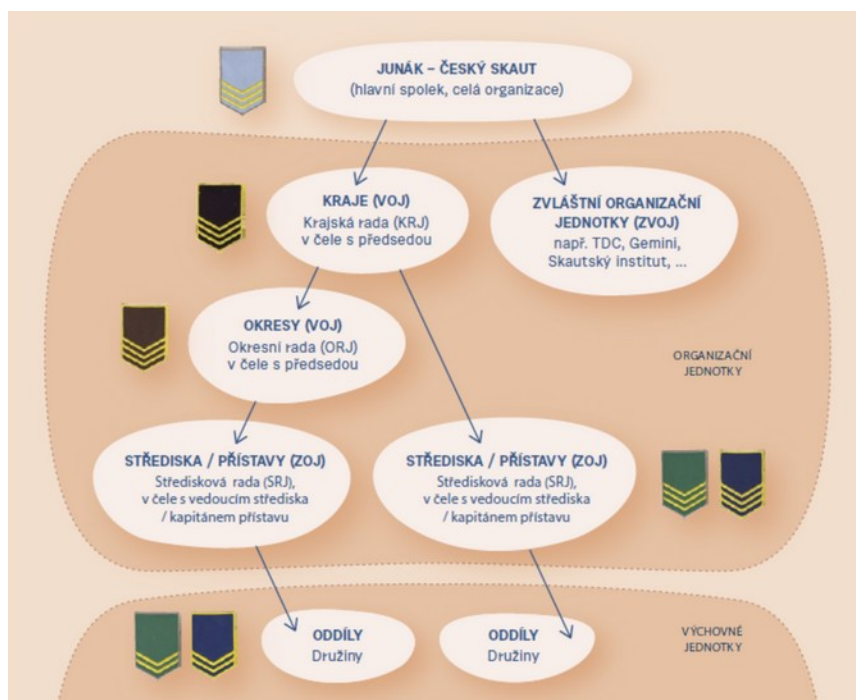 JUNÁK – ČESKÝ SKAUT
(hlavní spolek, celá organizace)
KRAJE (VOJ)
Krajská rada (KRJ)
v čele s předsedou
ZVLÁŠTNÍ ORGANIZAČNÍ
JEDNOTKY (ZVOJ)
např. TDC, Gemini,
Skautský institut, ...
OKRESY (VOJ)
Okresní rada (ORJ)
v čele s předsedou
ORGANIZAČNÍ
JEDNOTKY
STŘEDISKA / PŘÍSTAVY (ZOJ)
Středisková rada (SRJ),
v čele s vedoucím střediska
/ kapitánem přístavu
STŘEDISKA / PŘÍSTAVY (ZOJ)
Středisková rada (SRJ),
v čele s vedoucím střediska
/ kapitánem přístavu
ODDÍLY
Družiny
ODDÍLY
Družiny
VÝCHOVNÉ
JEDNOTKY